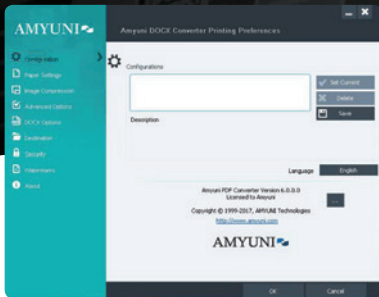 AMYUNI
Amyuni DOCX Converter Printing Preferences
Configuration
Paper Settings
Image Compression
Advanced Options
DOCX Options
Destination
Security
Attachments
About
Configurations
Set Current
Delete
Save
Description
Language
English
Amyuni PDF Converter Version 6.0.0.0
Licensed to Amyuni
...
Copyright © 1999-2017, AMYUNI Technologies
http://www.amyuni.com
AMYUNI
OK
Cancel